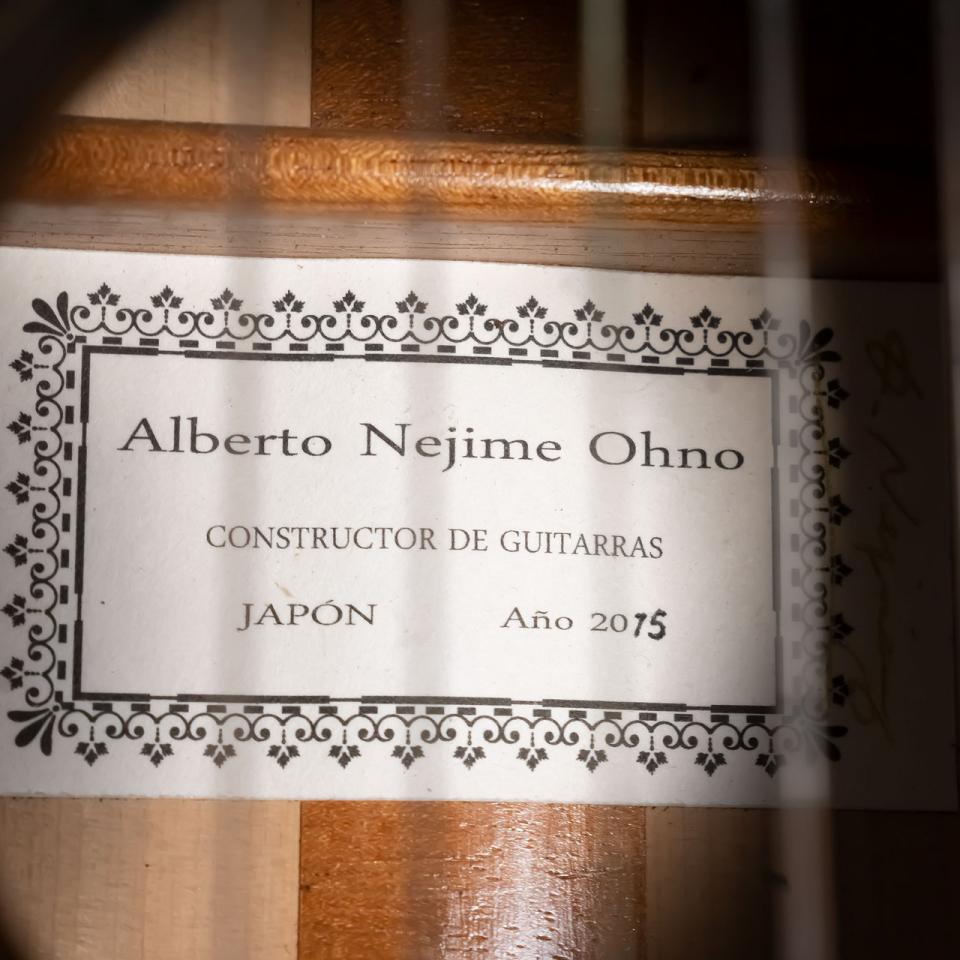 Alberto Nejime Ohno
CONSTRUCTOR DE GUITARRAS
JAPÓN Año 2015